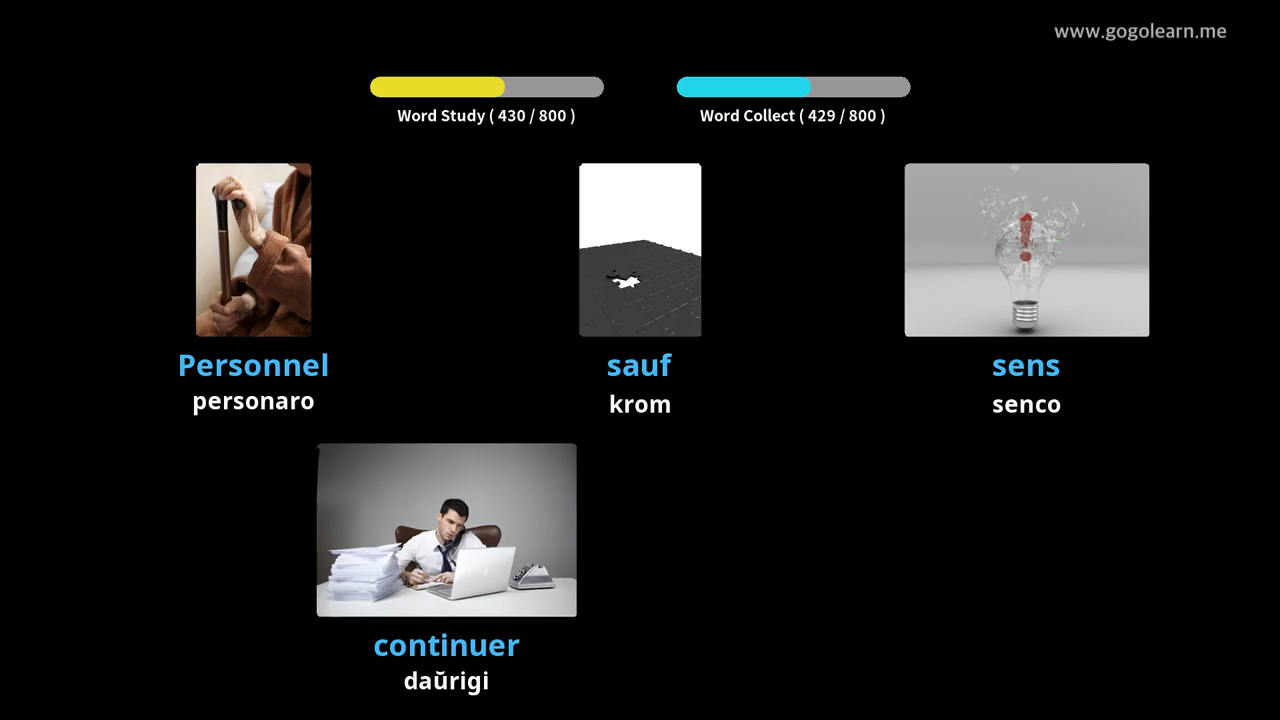 www.gogolearn.me
Word Study ( 430 / 800 )
Word Collect ( 429 / 800 )
Personnel
personaro
sauf
krom
sens
senco
continuer
daŭrigi